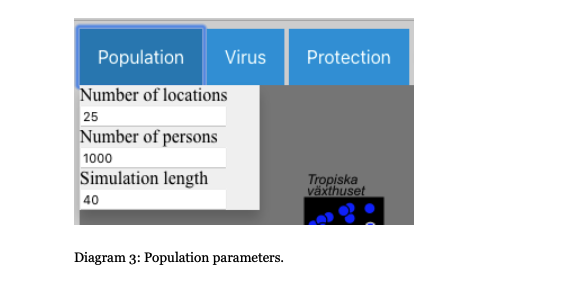 Population Virus Protection
Number of locations
25
Number of persons
1000
Simulation length
40
Tropiska
växthuset
Diagram 3: Population parameters.